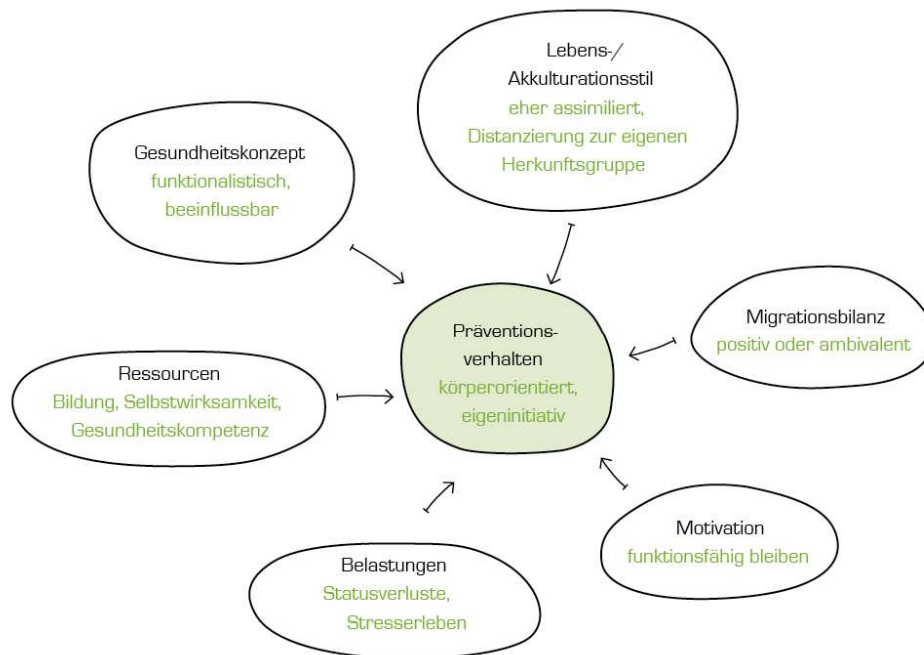 Lebens-/
Akkulturationsstil
eher assimiliert,
Distanzierung zur eigenen
Herkunftsgruppe
Gesundheitskonzept
funktionalistisch,
beeinflussbar
Präventions-
verhalten
körperorientiert,
eigeninitiativ
Migrationsbilanz
positiv oder ambivalent
Ressourcen
Bildung, Selbstwirksamkeit,
Gesundheitskompetenz
Motivation
funktionsfähig bleiben
Belastungen
Statusverluste,
Stresserleben